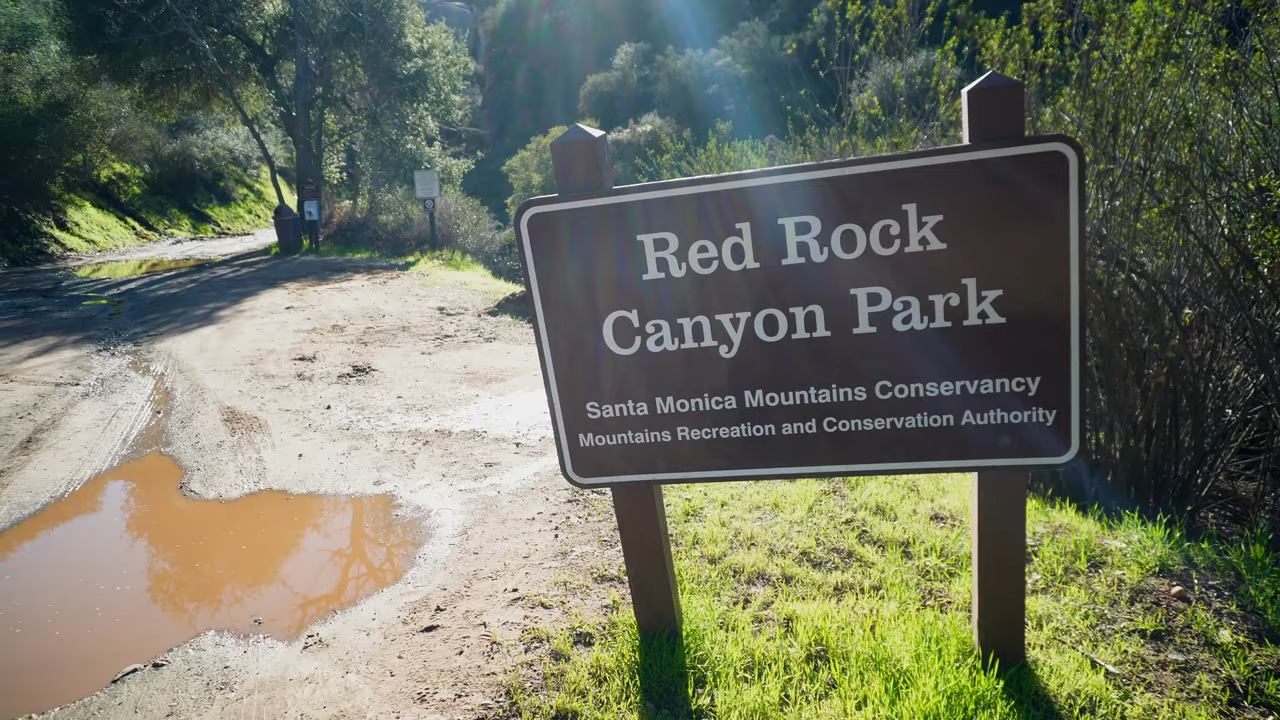 Red Rock
Canyon Park
Santa Monica Mountains Conservancy
Mountains Recreation and Conservation Authority